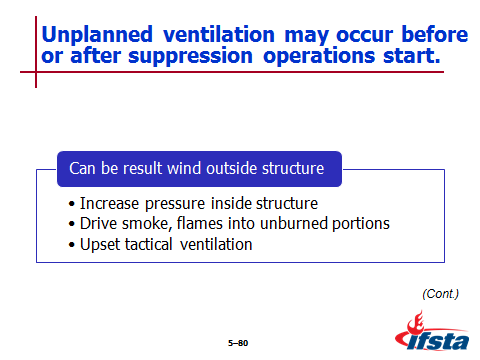 Unplanned ventilation may occur before
or after suppression operations start.
Can be result wind outside structure
• Increase pressure inside structure
• Drive smoke, flames into unburned portions
• Upset tactical ventilation
(Cont.)
5–80
ifsta